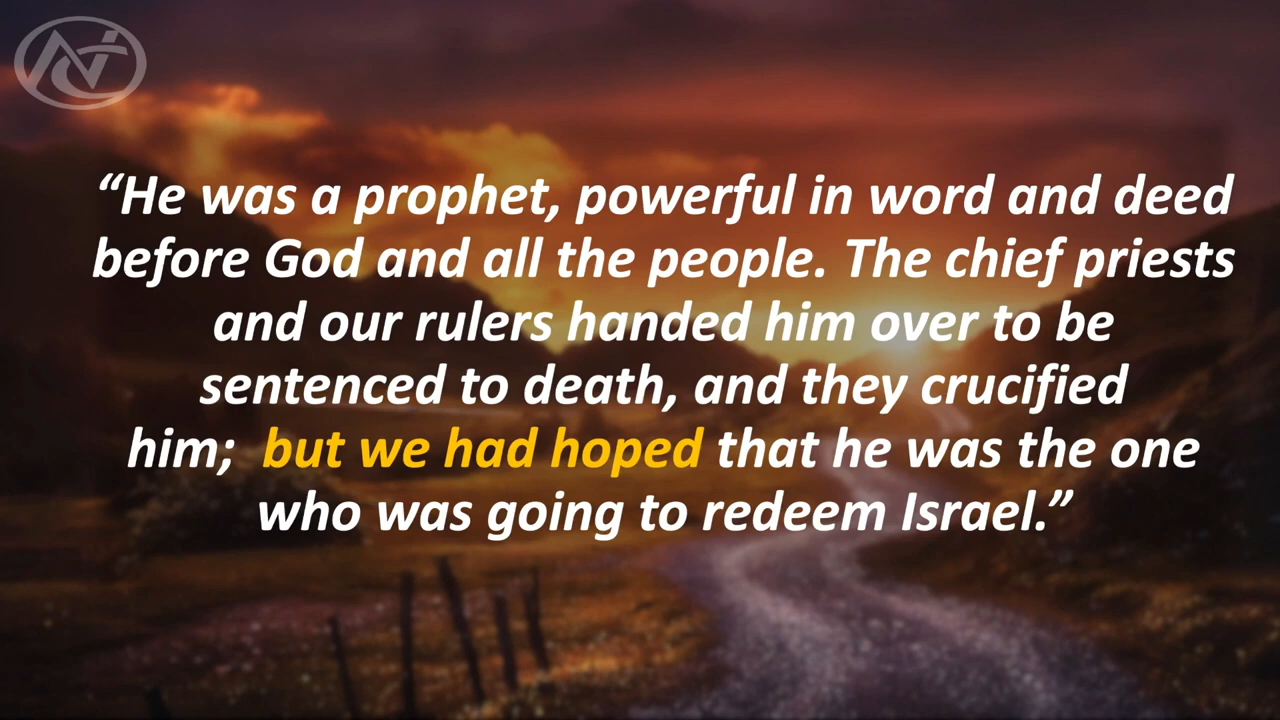 “He was a prophet, powerful in word and deed
before God and all the people. The chief priests
and our rulers handed him over to be
sentenced to death, and they crucified
him;  but we had hoped that he was the one
who was going to redeem Israel.”